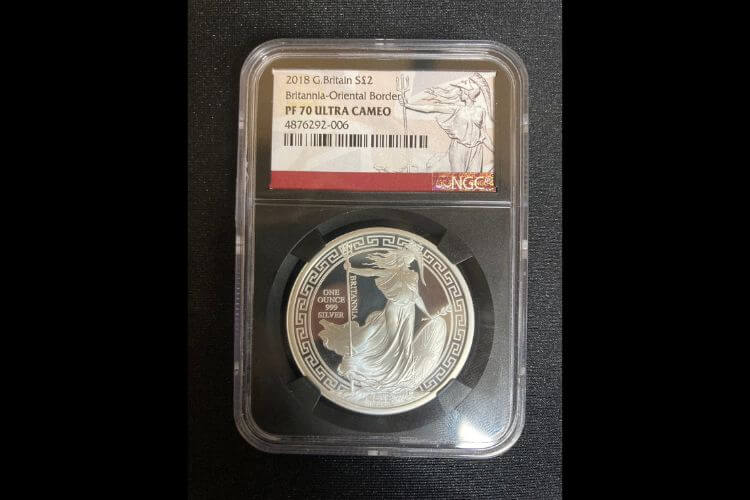 2018 G.Britain S£2
Britannia-Oriental Border
PF 70 ULTRA CAMEO
4876292-006
NGC
ONE
OUNCE
999
SILVER
BRITANNIA